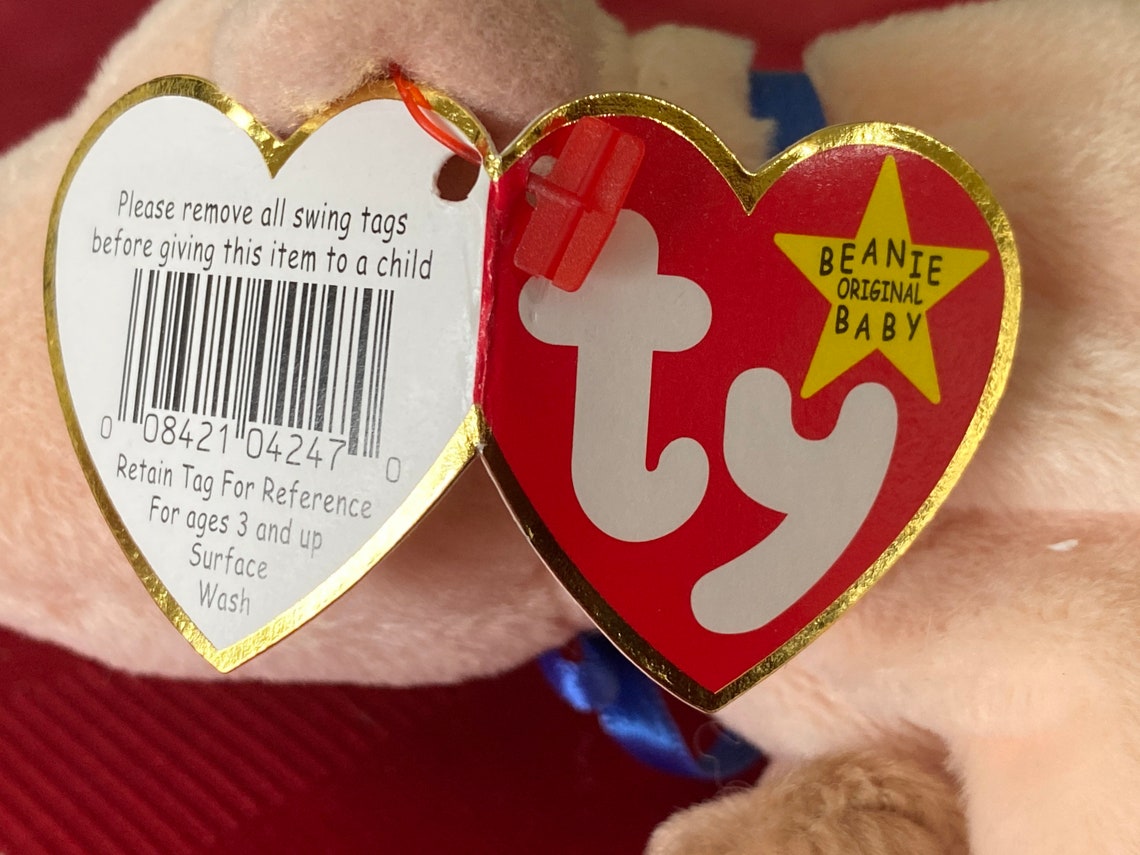 Please remove all swing tags
before giving this item to a child
0 08421 04247 0
Retain Tag For Reference
For ages 3 and up
Surface
Wash
ty
BEANIE
ORIGINAL
BABY